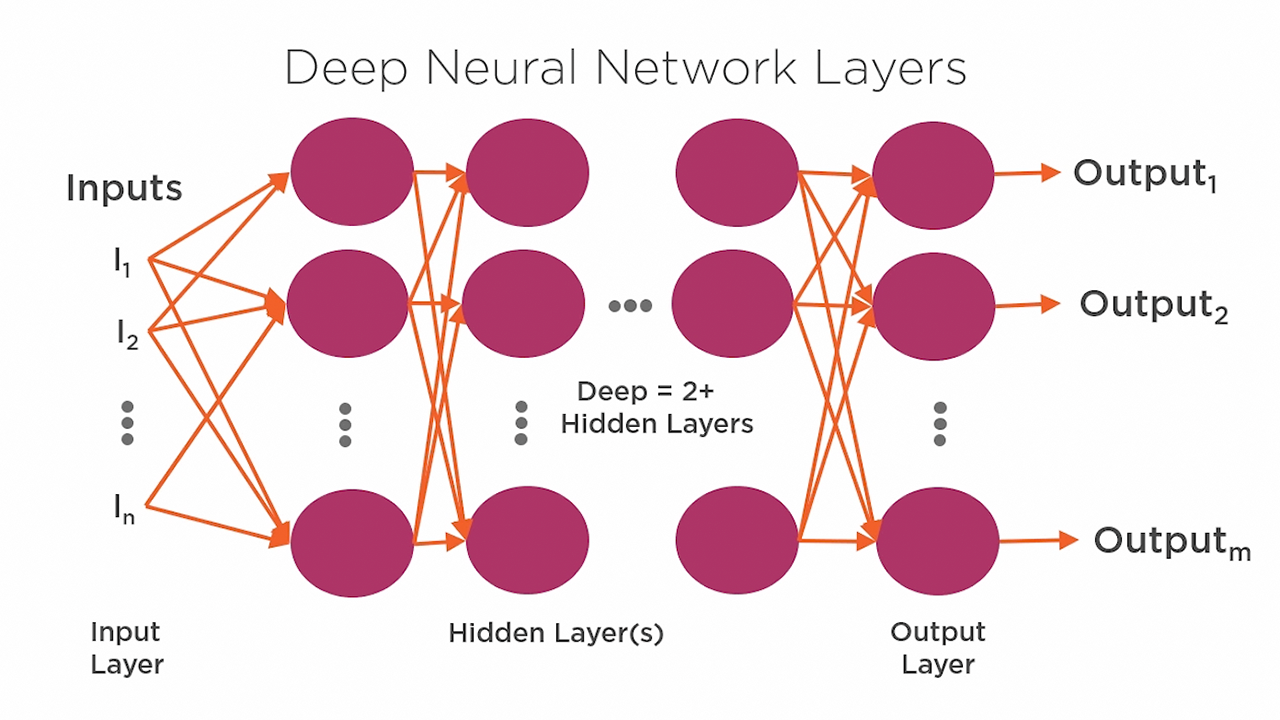 Deep Neural Network Layers
Inputs
I₁
I₂
Iₙ
Output₁
Output₂
Outputₘ
Deep = 2+
Hidden Layers
Input
Layer
Hidden Layer(s)
Output
Layer